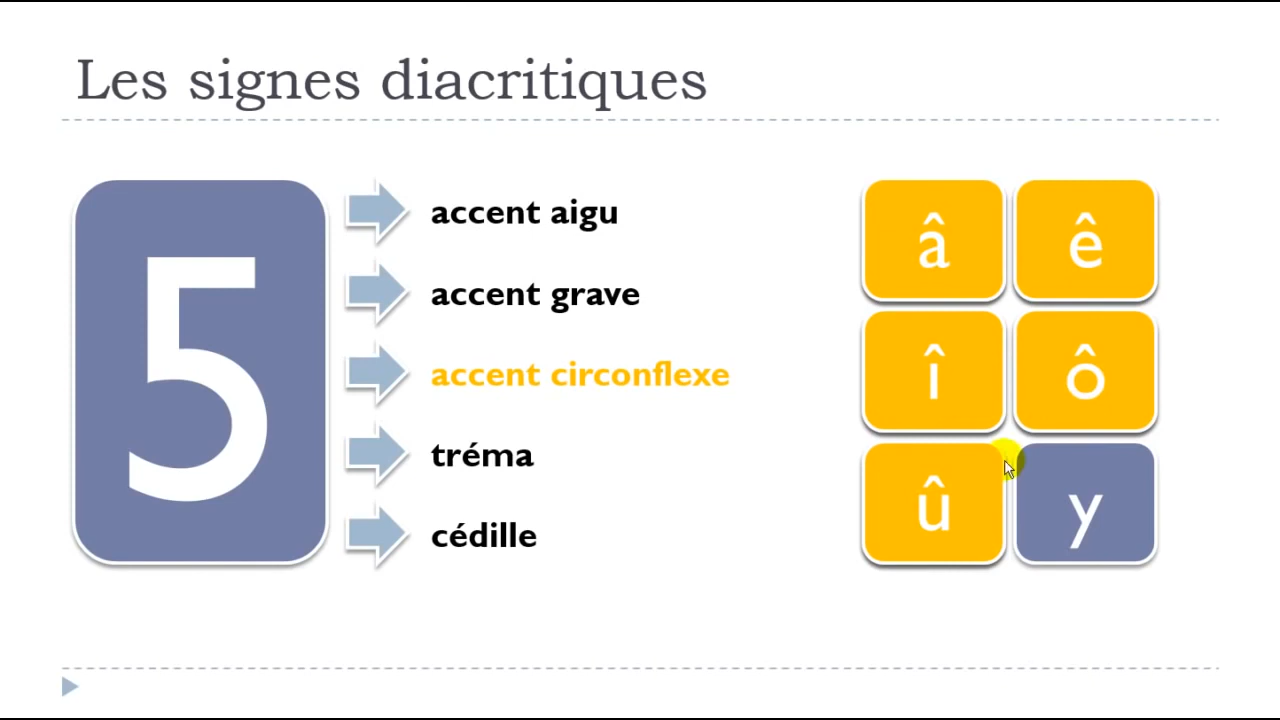 Les signes diacritiques
5
accent aigu
accent grave
accent circonflexe
tréma
cédille
â ê
î ô
û y